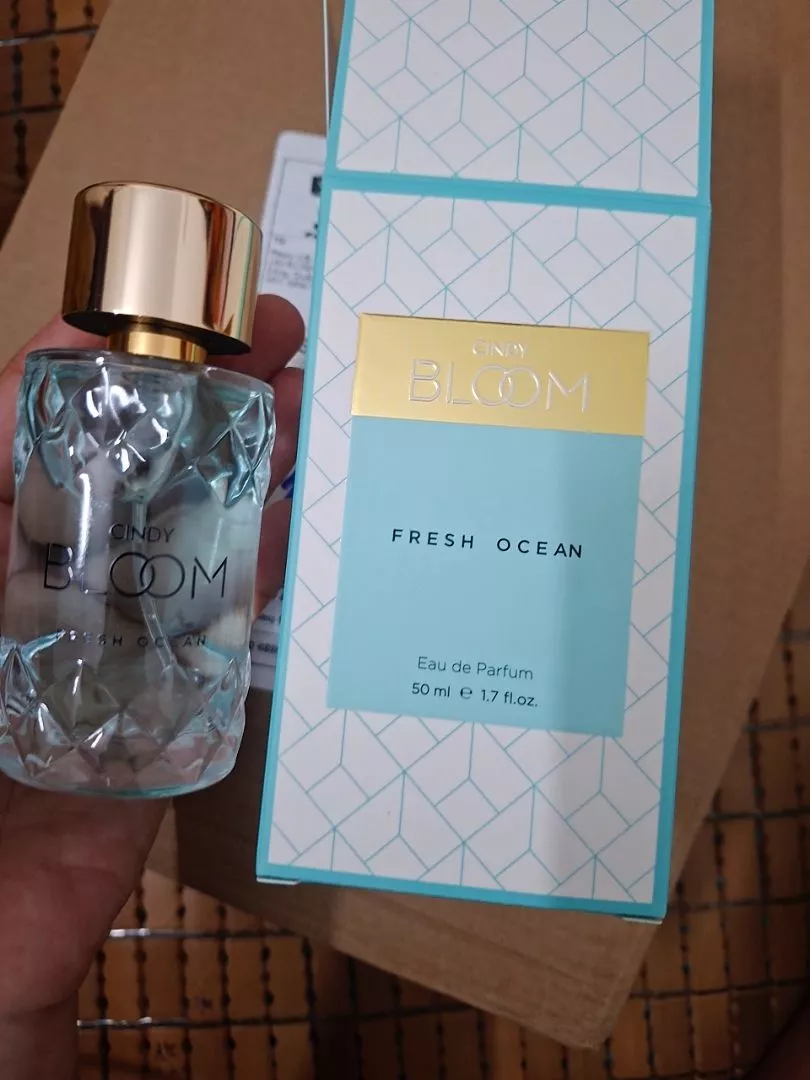 CINDY
BLOOM
FRESH OCEAN
CINDY
BLOOM
FRESH OCEAN
Eau de Parfum
50 ml e 1.7 fl.oz.